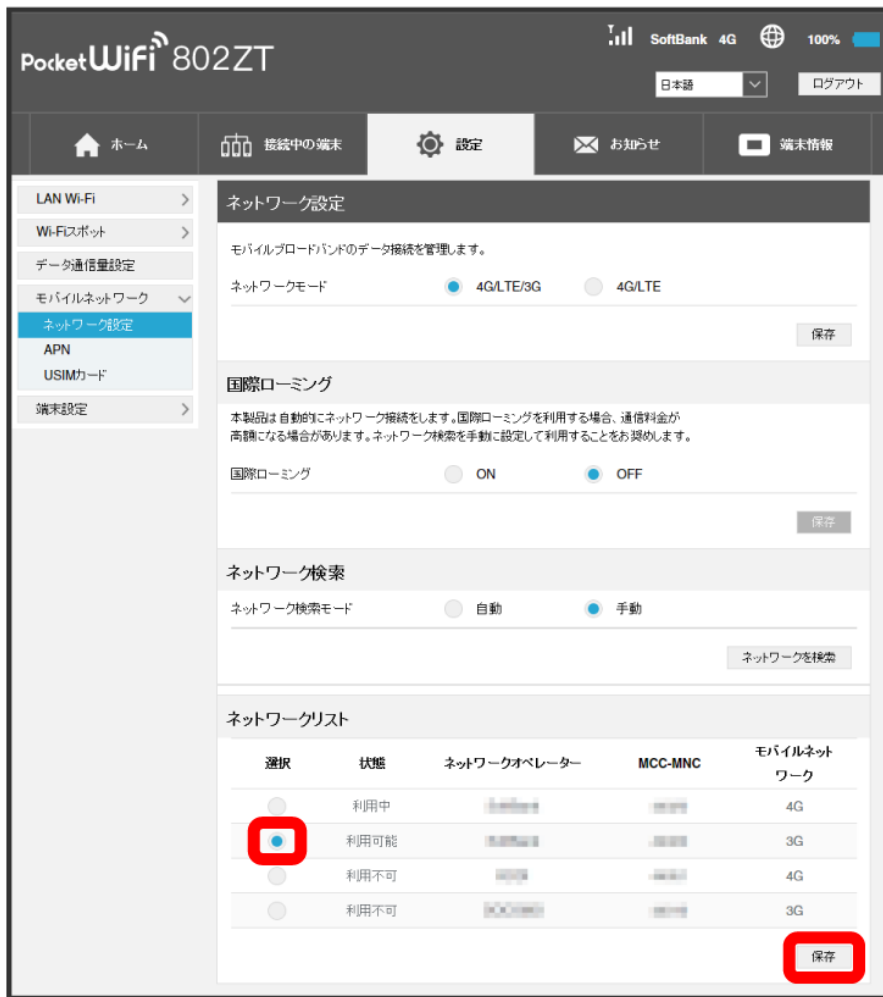 SoftBank 4G 100%
PocketWiFi 802ZT
日本語 ログアウト
ホーム 接続中の端末 設定 お知らせ 端末情報
LAN Wi-Fi
Wi-Fiスポット
データ通信量設定
モバイルネットワーク
ネットワーク設定
APN
USIMカード
端末設定
ネットワーク設定
モバイルブロードバンドのデータ接続を管理します。
ネットワークモード 4G/LTE/3G 4G/LTE
保存
国際ローミング
本製品は自動的にネットワーク接続をします。国際ローミングを利用する場合、通信料金が
高額になる場合があります。ネットワーク検索を手動に設定して利用することをお奨めします。
国際ローミング ON OFF
保存
ネットワーク検索
ネットワーク検索モード 自動 手動
ネットワークを検索
ネットワークリスト
選択 状態 ネットワークオペレーター MCC-MNC モバイルネット
ワーク
利用中 4G
利用可能 3G
利用不可 4G
利用不可 3G
保存